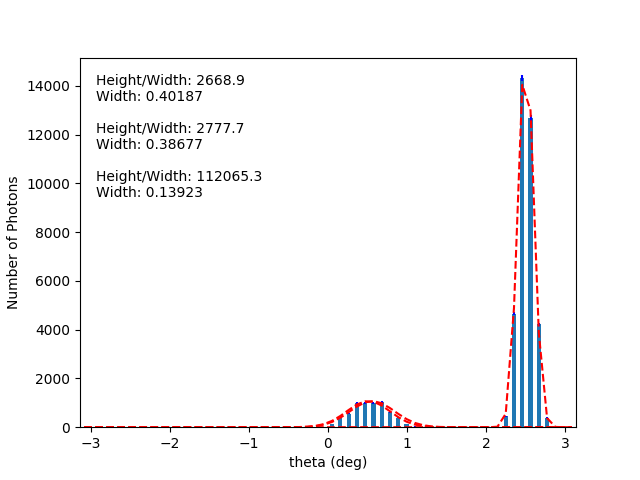 Height/Width: 2668.9
Width: 0.40187
Height/Width: 2777.7
Width: 0.38677
Height/Width: 112065.3
Width: 0.13923
14000
12000
10000
8000
6000
4000
2000
0
Number of Photons
−3 −2 −1 0 1 2 3
theta (deg)